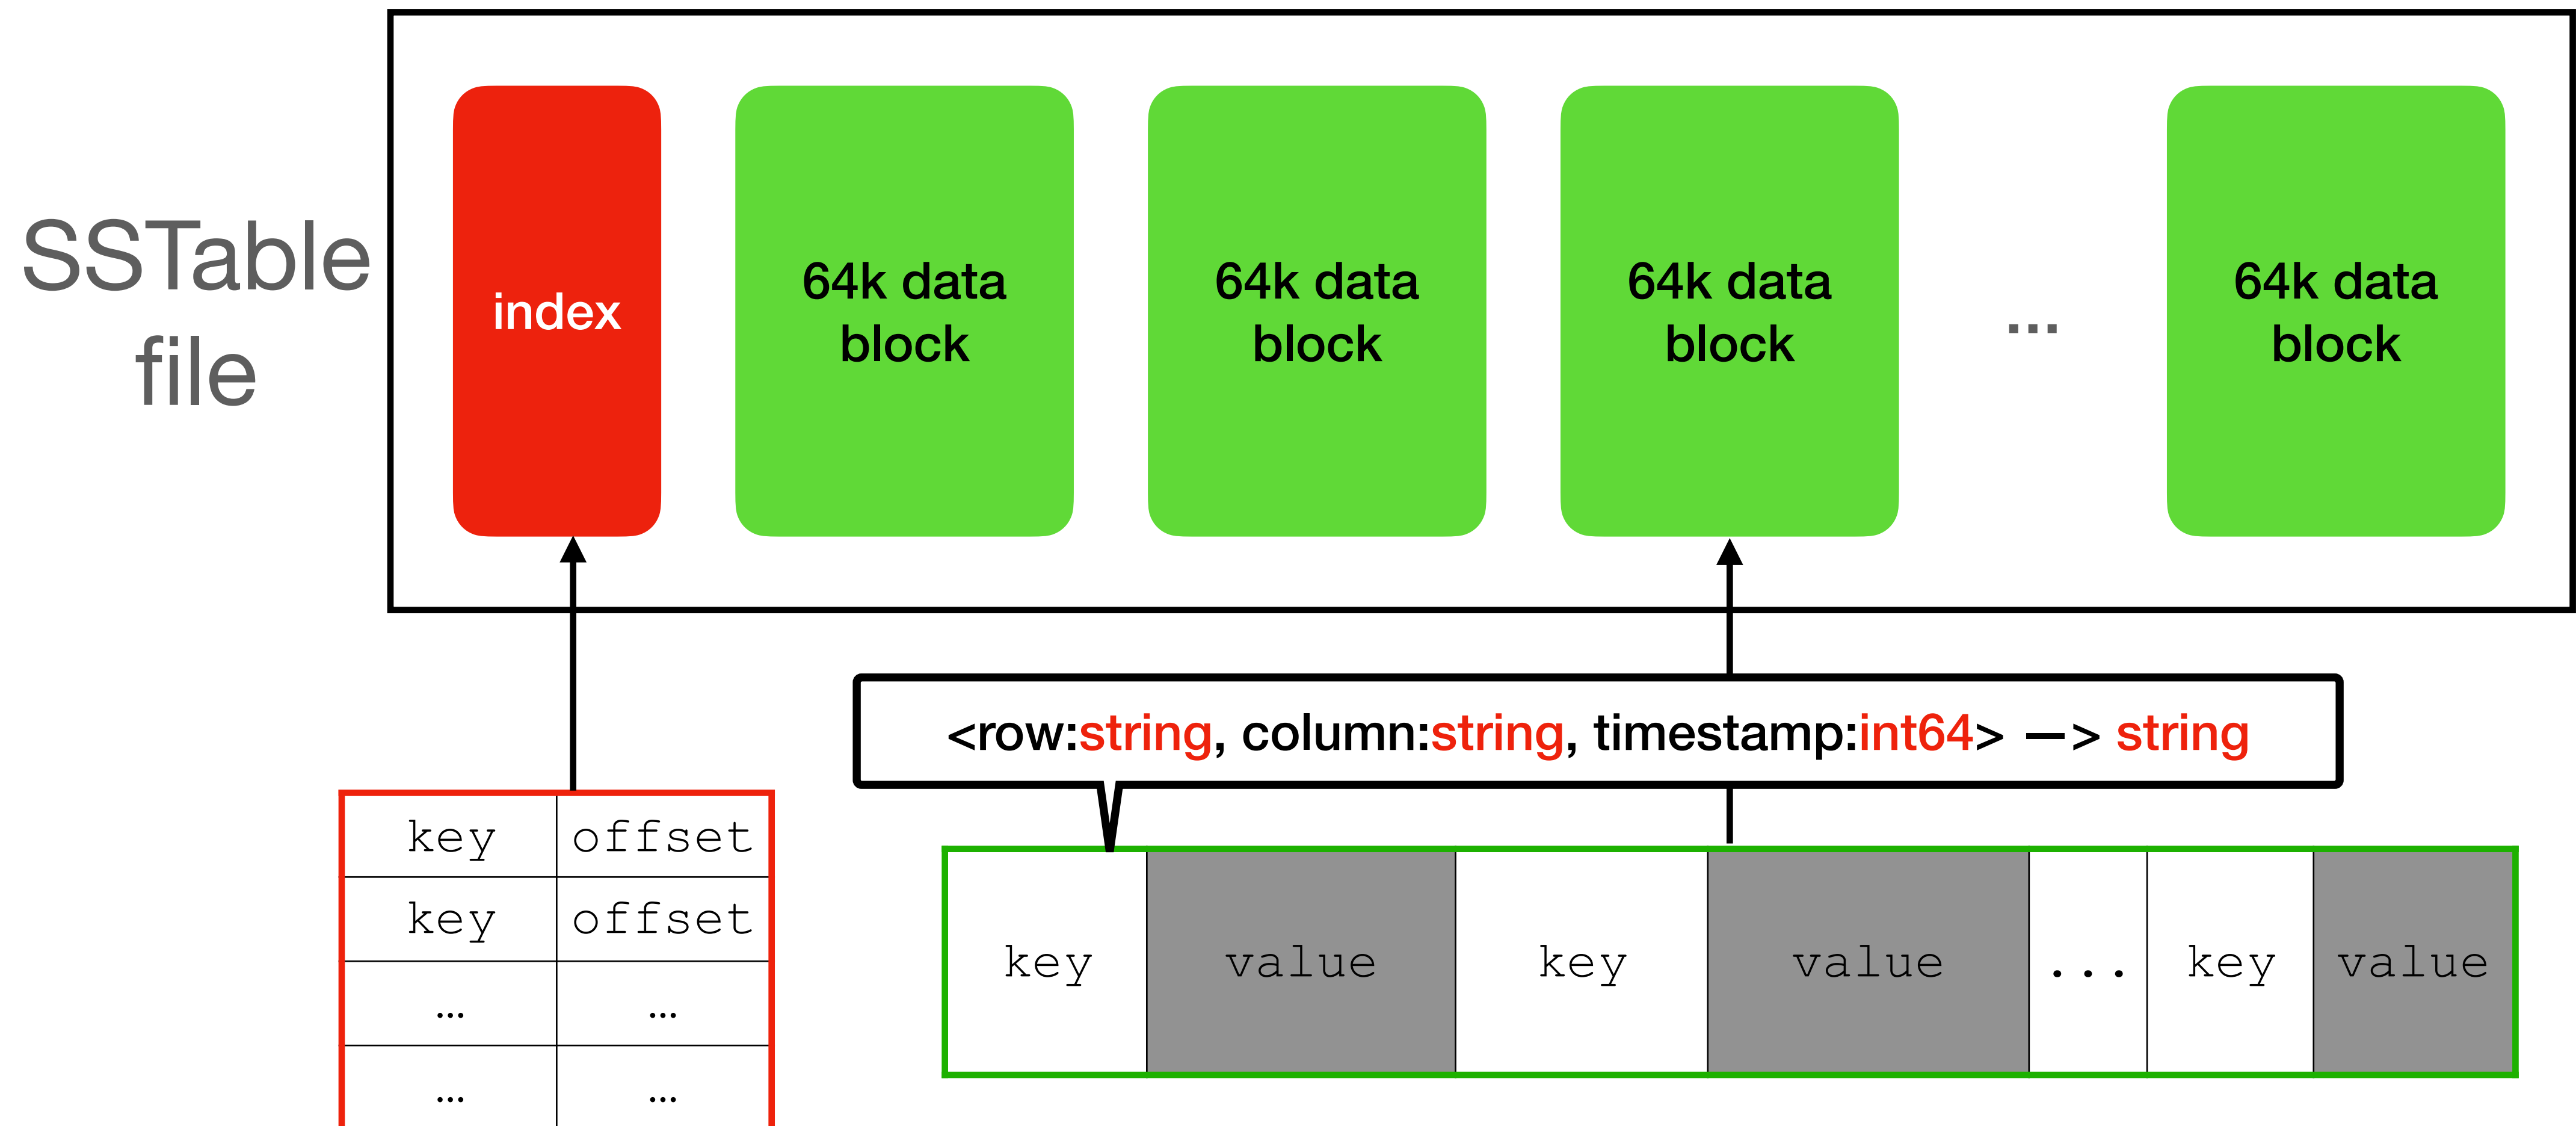 SSTable
file
index
64k data
block
64k data
block
64k data
block
...
64k data
block
<row:string, column:string, timestamp:int64> —> string
key offset
key offset
... ...
... ...
key value key value ... key value